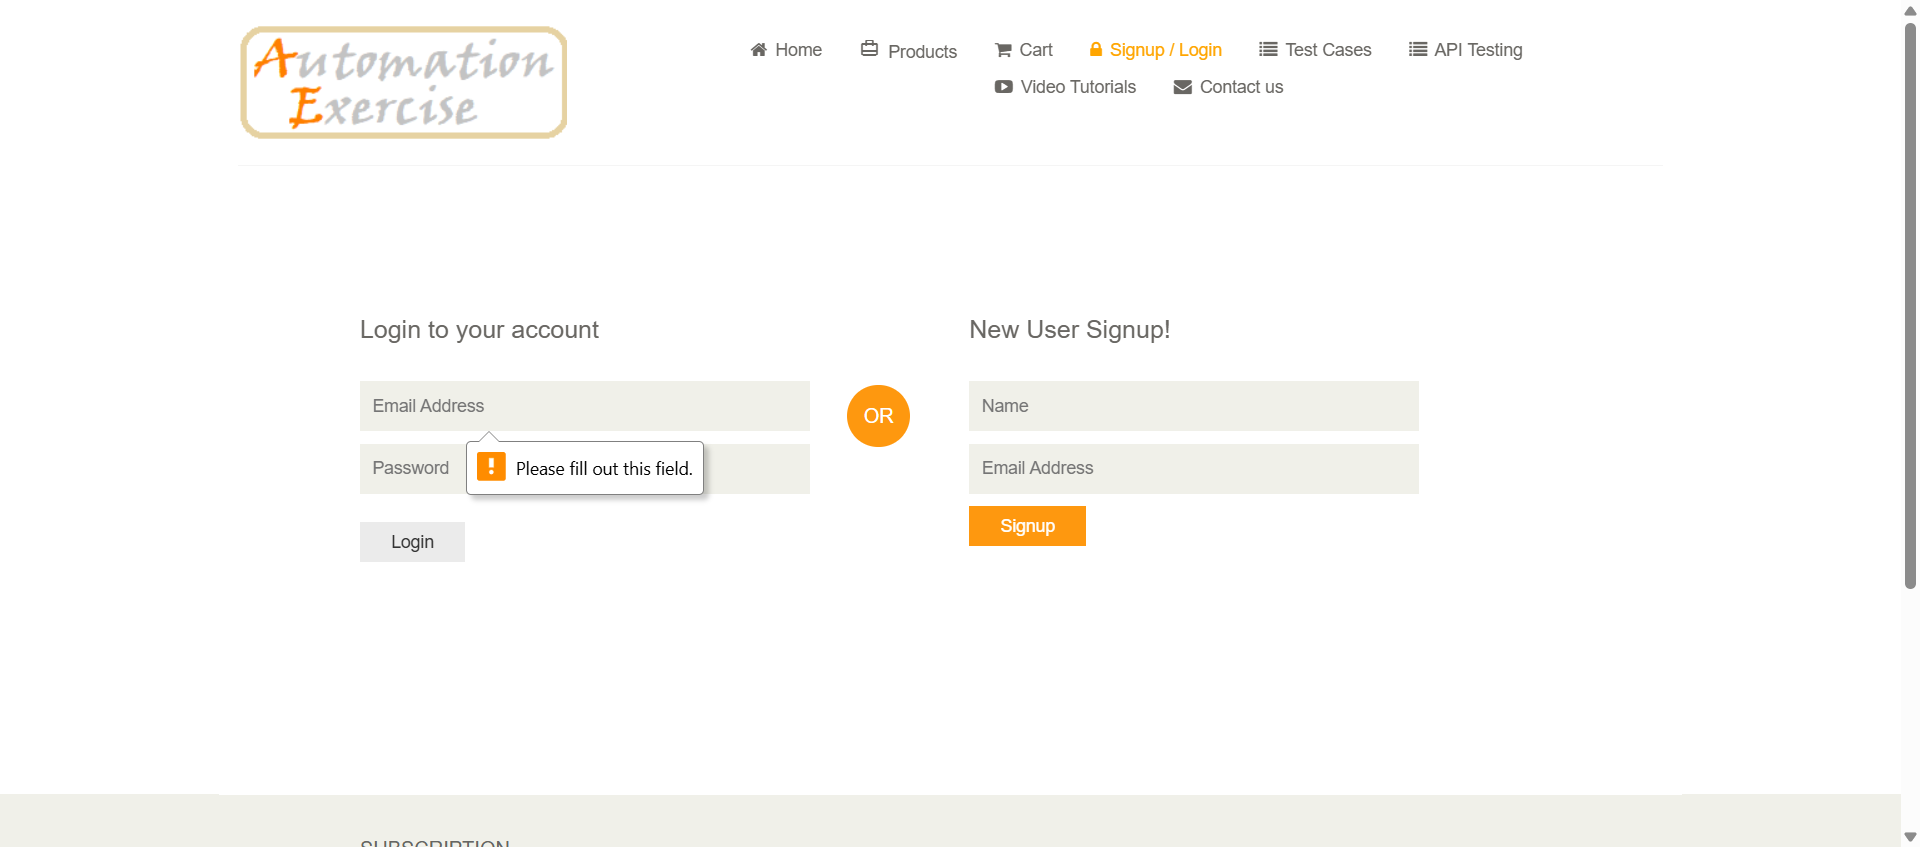 Automation
Exercise
Home
Products
Cart
Signup / Login
Test Cases
API Testing
Video Tutorials
Contact us
Login to your account
Email Address
Password
Please fill out this field.
Login
OR
New User Signup!
Name
Email Address
Signup
SUBSCRIPTION